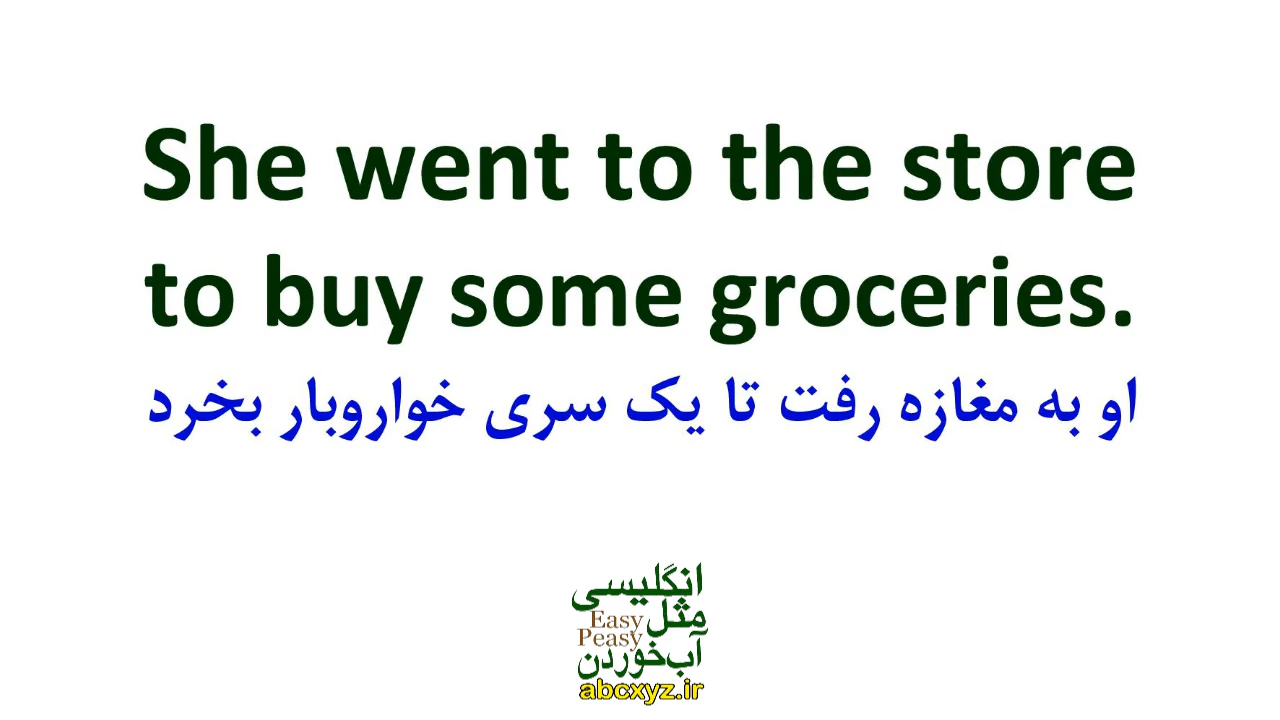 She went to the store
to buy some groceries.
او به مغازه رفت تا یک سری خواروبار بخرد
انگلیسی
مثل
Easy
Peasy
آب‌خوردن
abcxyz.ir